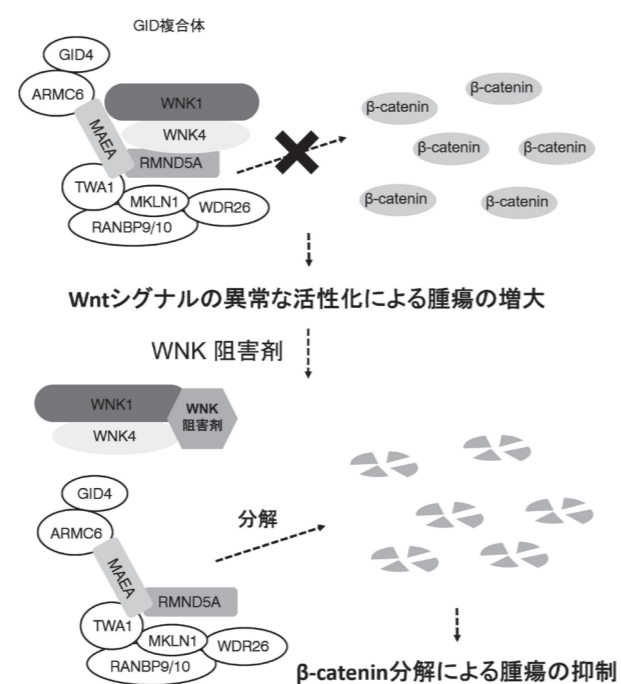 GID複合体
GID4
ARMC6
WNK1
WNK4
MAEA
RMND5A
TWA1
MKLN1
WDR26
RANBP9/10
β-catenin
β-catenin
β-catenin
β-catenin
β-catenin
β-catenin
Wntシグナルの異常な活性化による腫瘍の増大
WNK 阻害剤
WNK1
WNK4
WNK
阻害剤
GID4
ARMC6
分解
MAEA
RMND5A
TWA1
MKLN1
WDR26
RANBP9/10
β-catenin分解による腫瘍の抑制